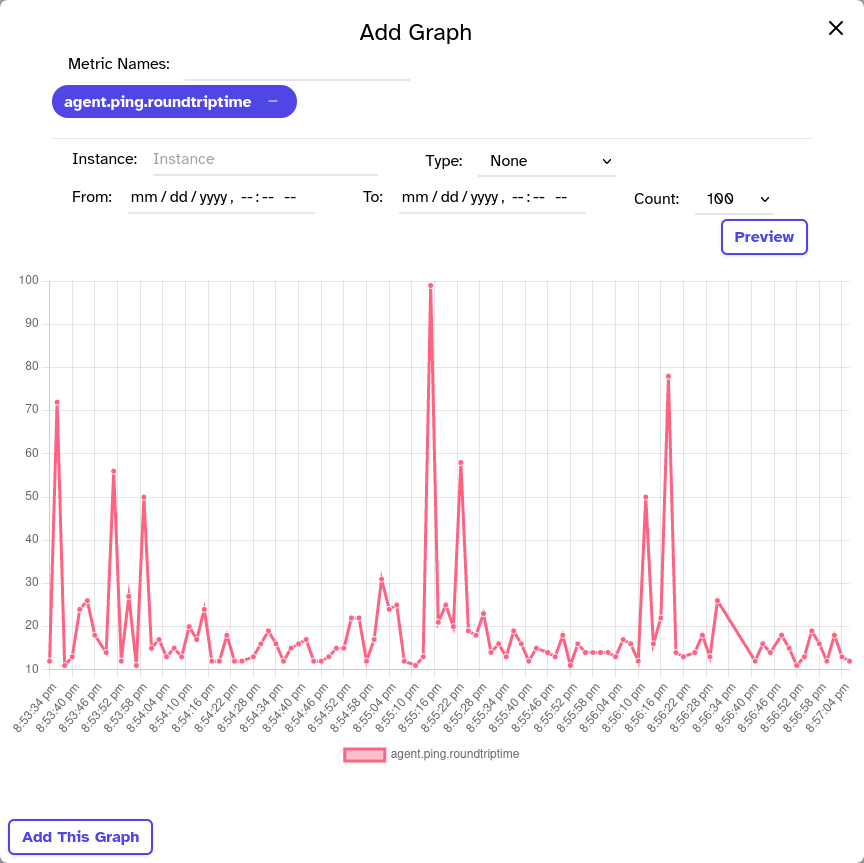 Add Graph
Metric Names:
agent.ping.roundtriptime −
Instance: Instance Type: None
From: mm/dd/yyyy, --:-- -- To: mm/dd/yyyy, --:-- -- Count: 100
Preview
100
90
80
70
60
50
40
30
20
10
8:53:34 pm
8:53:40 pm
8:53:46 pm
8:53:52 pm
8:53:58 pm
8:54:04 pm
8:54:10 pm
8:54:16 pm
8:54:22 pm
8:54:28 pm
8:54:34 pm
8:54:40 pm
8:54:46 pm
8:54:52 pm
8:54:58 pm
8:55:04 pm
8:55:10 pm
8:55:16 pm
8:55:22 pm
8:55:28 pm
8:55:34 pm
8:55:40 pm
8:55:46 pm
8:55:52 pm
8:55:58 pm
8:56:04 pm
8:56:10 pm
8:56:16 pm
8:56:22 pm
8:56:28 pm
8:56:34 pm
8:56:40 pm
8:56:46 pm
8:56:52 pm
8:56:58 pm
8:57:04 pm
agent.ping.roundtriptime
Add This Graph